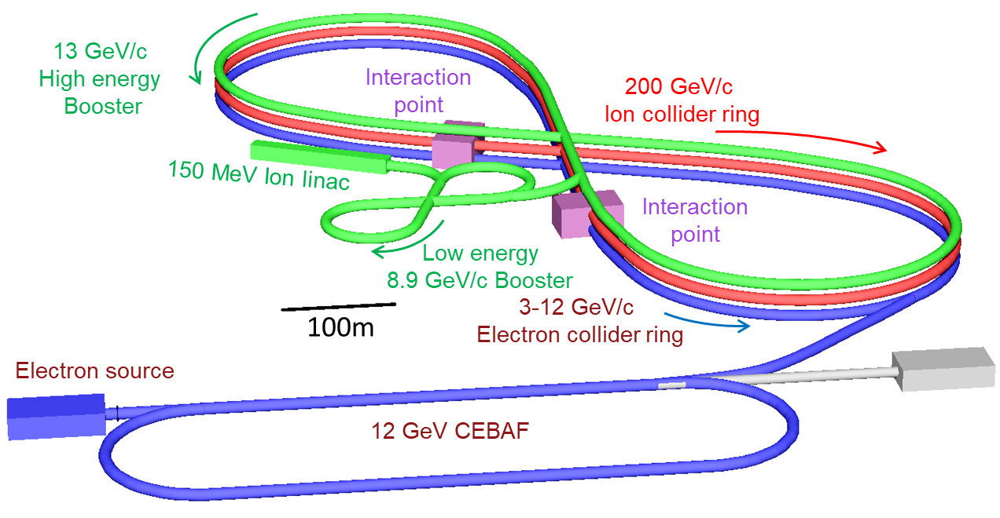 13 GeV/c
High energy
Booster
Interaction
point
200 GeV/c
Ion collider ring
150 MeV Ion linac
Interaction
point
Low energy
8.9 GeV/c Booster
100m
3-12 GeV/c
Electron collider ring
Electron source
12 GeV CEBAF